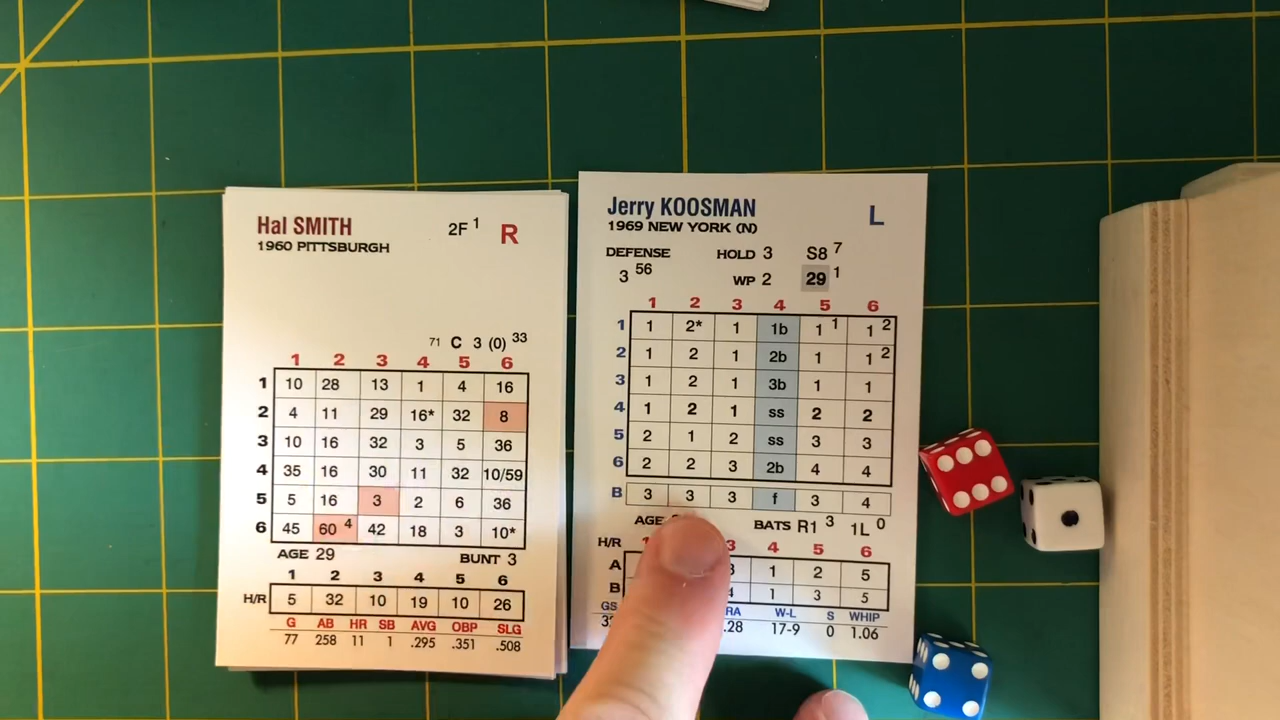 Hal SMITH 2F 1 R
1960 PITTSBURGH
71 C 3 (0) 33
1 2 3 4 5 6
1 10 28 13 1 4 16
2 4 11 29 16* 32 8
3 10 16 32 3 5 36
4 35 16 30 11 32 10/59
5 5 16 3 2 6 36
6 45 60 4 42 18 3 10*
AGE 29 BUNT 3
1 2 3 4 5 6
H/R 5 32 10 19 10 26
G AB HR SB AVG OBP SLG
77 258 11 1 .295 .351 .508
Jerry KOOSMAN L
1969 NEW YORK (N)
DEFENSE HOLD 3 S8 7
3 56 WP 2 29 1
1 2 3 4 5 6
1 1 2* 1 1b 1 1 1 2
2 1 2 1 2b 1 1 2
3 1 2 1 3b 1 1
4 1 2 1 ss 2 2
5 2 1 2 ss 3 3
6 2 2 3 2b 4 4
B 3 3 3 f 3 4
AGE BATS R1 3 1L 0
H/R 3 4 5 6
A 1 2 5
B 1 3 5
GS W-L S WHIP
.28 17-9 0 1.06